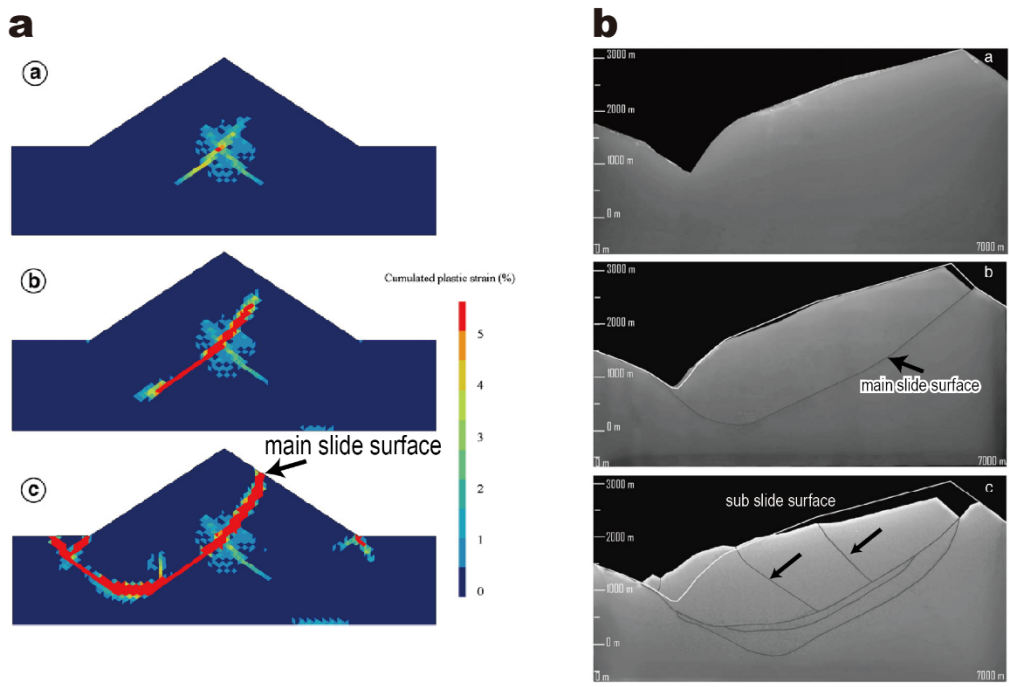 a
b
a
b
Cumulated plastic strain (%)
5
4
3
2
1
0
main slide surface
c
3000 m
a
2000 m
1000 m
0 m
0 m
7000 m
3000 m
b
2000 m
1000 m
main slide surface
0 m
0 m
7000 m
3000 m
c
sub slide surface
2000 m
1000 m
0 m
0 m
7000 m